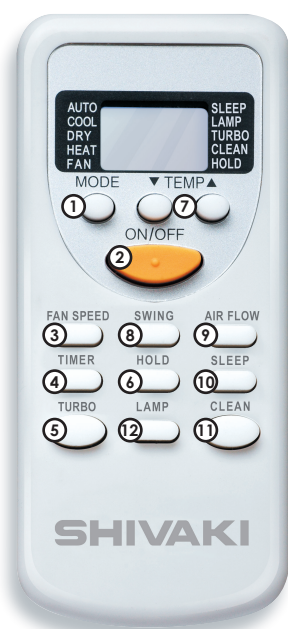 AUTO SLEEP
COOL LAMP
DRY TURBO
HEAT CLEAN
FAN HOLD
MODE ▼ TEMP ▲
1 7
ON/OFF
2
FAN SPEED SWING AIR FLOW
3 8 9
TIMER HOLD SLEEP
4 6 10
TURBO LAMP CLEAN
5 12 11
SHIVAKI